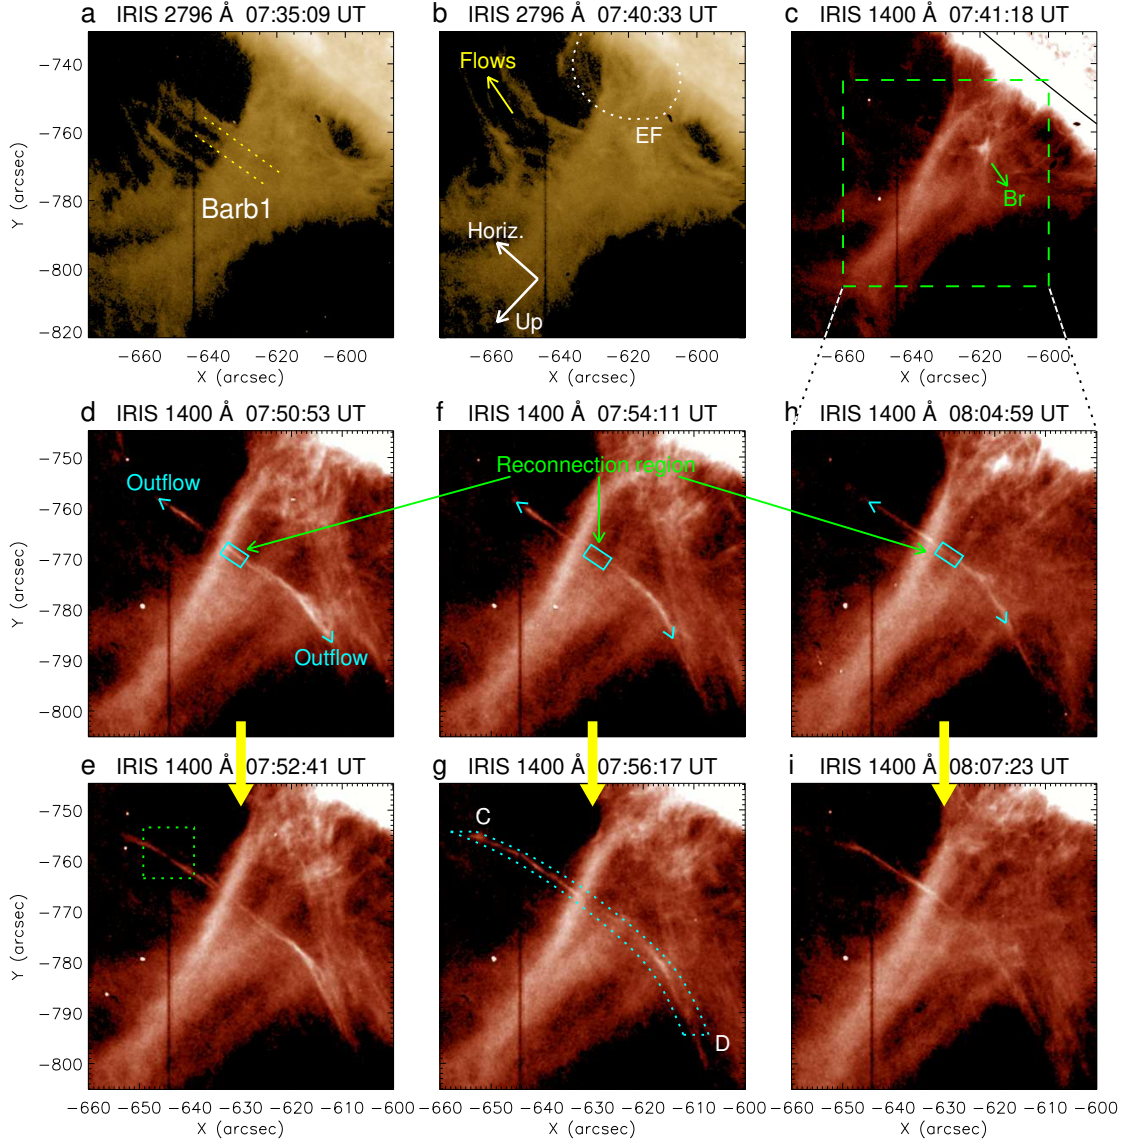 a IRIS 2796 Å 07:35:09 UT
b IRIS 2796 Å 07:40:33 UT
c IRIS 1400 Å 07:41:18 UT
Y (arcsec)
−740
−760
−780
−800
−820
Barb1
−660 −640 −620 −600
X (arcsec)
Flows
EF
Horiz.
Up
−660 −640 −620 −600
X (arcsec)
Br
−660 −640 −620 −600
X (arcsec)
d IRIS 1400 Å 07:50:53 UT
f IRIS 1400 Å 07:54:11 UT
h IRIS 1400 Å 08:04:59 UT
Y (arcsec)
−750
−760
−770
−780
−790
−800
Outflow
Outflow
Reconnection region
e IRIS 1400 Å 07:52:41 UT
g IRIS 1400 Å 07:56:17 UT
i IRIS 1400 Å 08:07:23 UT
Y (arcsec)
−750
−760
−770
−780
−790
−800
C
D
−660 −650 −640 −630 −620 −610 −600
X (arcsec)
−660 −650 −640 −630 −620 −610 −600
X (arcsec)
−660 −650 −640 −630 −620 −610 −600
X (arcsec)